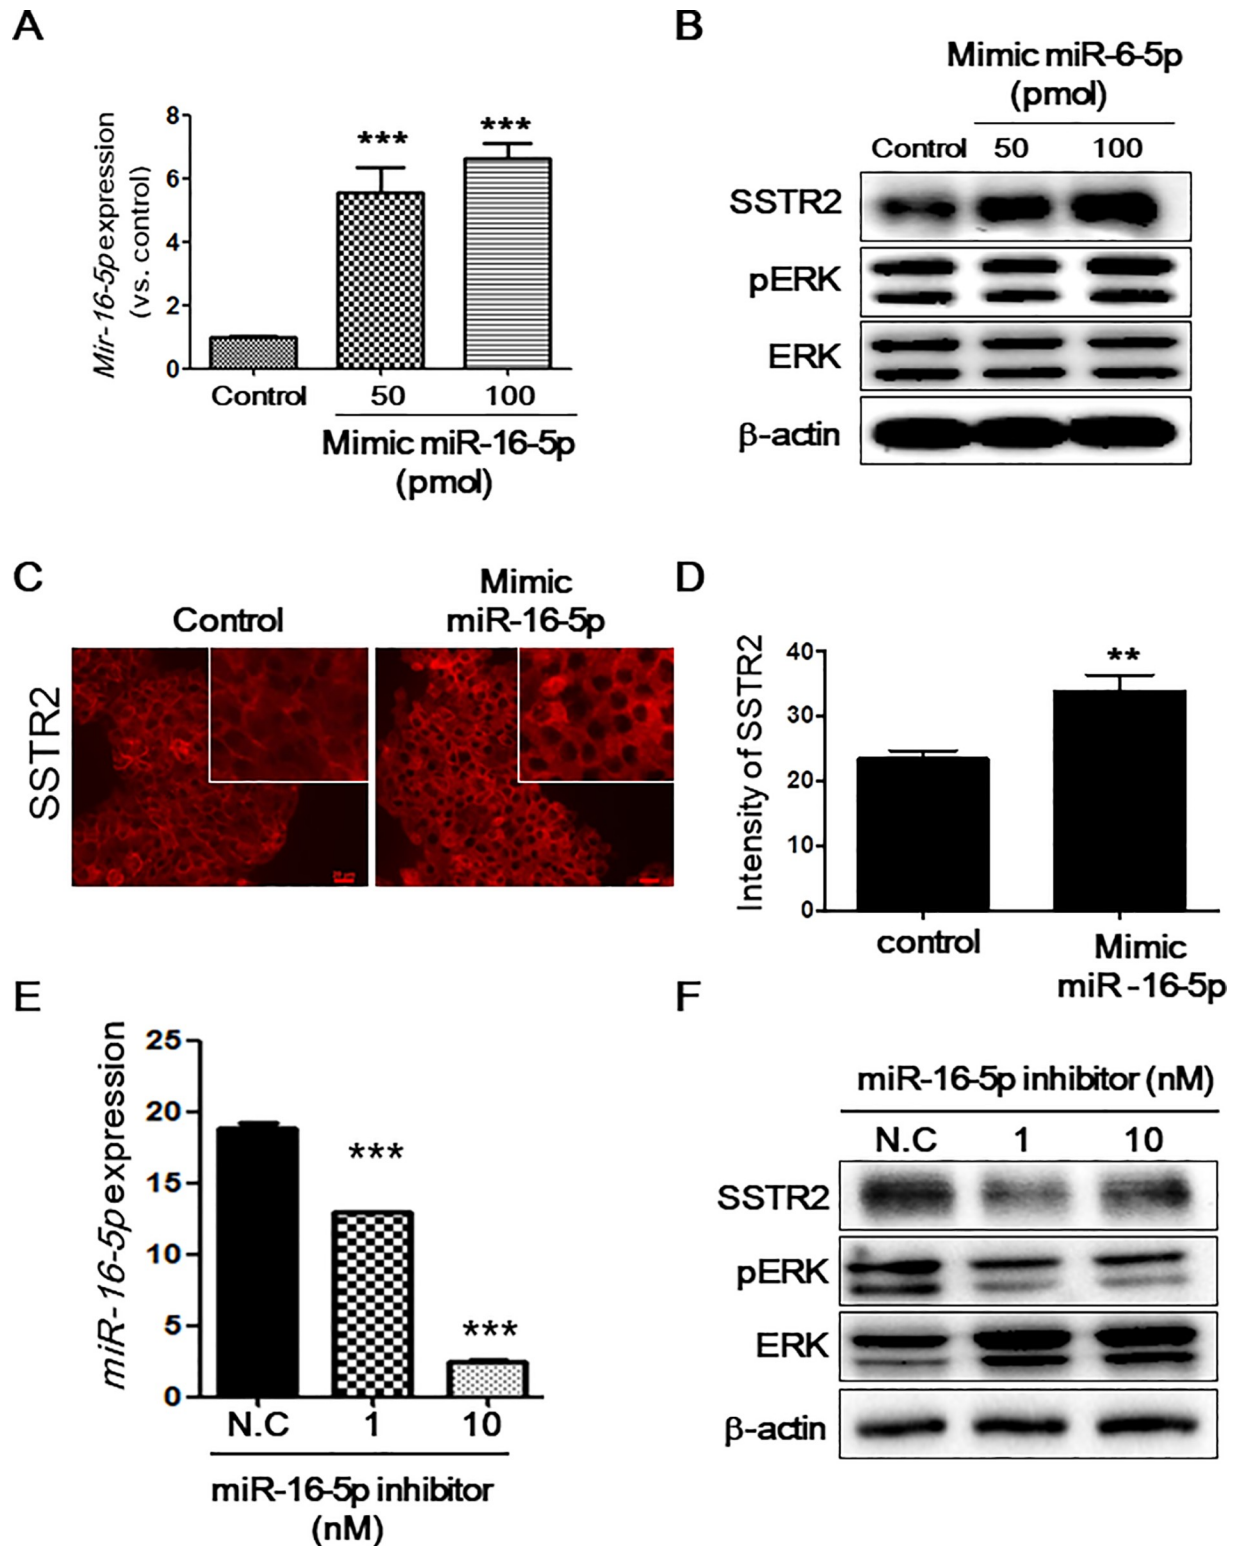 A
Mir-16-5p expression
(vs. control)
8
6
4
2
0
***
***
Control
50
100
Mimic miR-16-5p
(pmol)
B
Mimic miR-6-5p
(pmol)
Control
50
100
SSTR2
pERK
ERK
β-actin
C
Control
Mimic
miR-16-5p
SSTR2
D
Intensity of SSTR2
40
30
20
10
0
**
control
Mimic
miR-16-5p
E
miR-16-5p expression
25
20
15
10
5
0
***
***
N.C
1
10
miR-16-5p inhibitor
(nM)
F
miR-16-5p inhibitor (nM)
N.C
1
10
SSTR2
pERK
ERK
β-actin